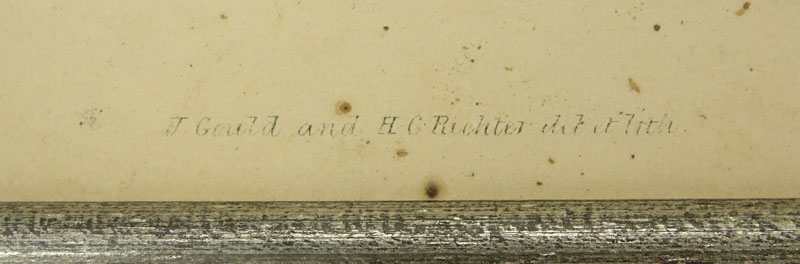 J. Gould and H. C. Richter del et lith.